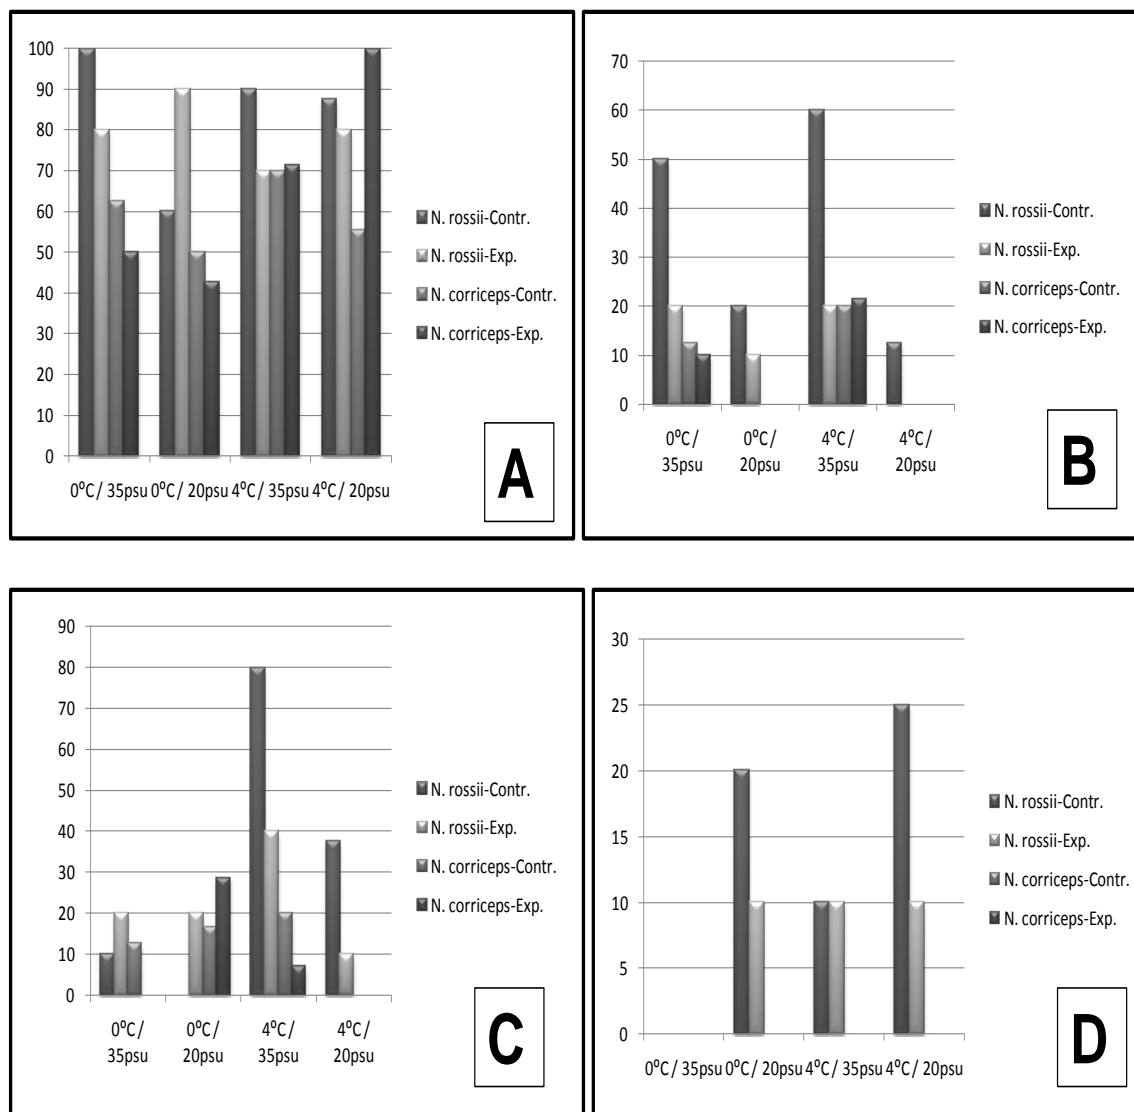 100
90
80
70
60
50
40
30
20
10
0
0ºC/ 35psu 0ºC/ 20psu 4ºC/ 35psu 4ºC/ 20psu
N. rossii-Contr.
N. rossii-Exp.
N. corriceps-Contr.
N. corriceps-Exp.
A
70
60
50
40
30
20
10
0
0ºC/ 0ºC/ 4ºC/ 4ºC/
35psu 20psu 35psu 20psu
N. rossii-Contr.
N. rossii-Exp.
N. corriceps-Contr.
N. corriceps-Exp.
B
90
80
70
60
50
40
30
20
10
0
0ºC/ 0ºC/ 4ºC/ 4ºC/
35psu 20psu 35psu 20psu
N. rossii-Contr.
N. rossii-Exp.
N. corriceps-Contr.
N. corriceps-Exp.
C
30
25
20
15
10
5
0
0ºC/ 35psu 0ºC/ 20psu 4ºC/ 35psu 4ºC/ 20psu
N. rossii-Contr.
N. rossii-Exp.
N. corriceps-Contr.
N. corriceps-Exp.
D